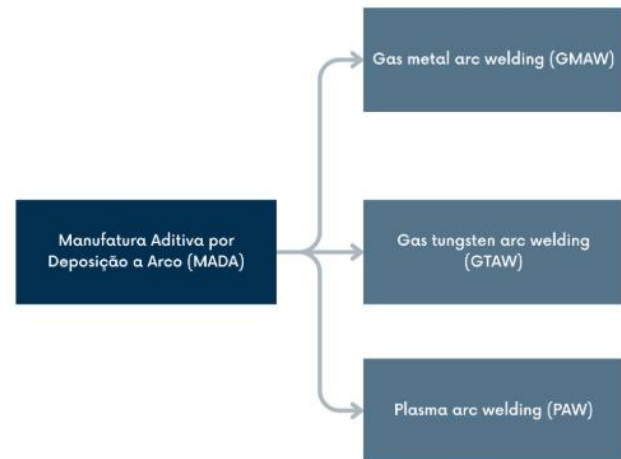 Gas metal arc welding (GMAW)
Manufatura Aditiva por
Deposição a Arco (MADA)
Gas tungsten arc welding
(GTAW)
Plasma arc welding (PAW)